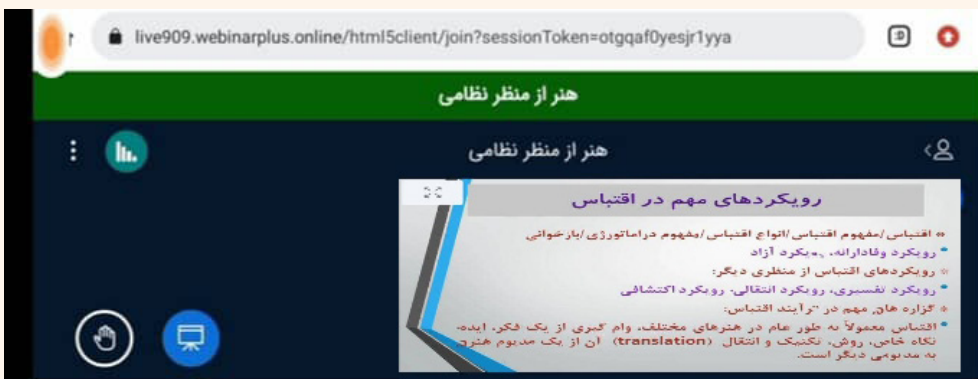 live909.webinarplus.online/html5client/join?sessionToken=otgqaf0yesjr1yya
:D
هنر از منظر نظامی
هنر از منظر نظامی
رویکردهای مهم در اقتباس
اقتباس/مفهوم اقتباس/انواع اقتباس/مفهوم دراماتورژی/بازخوانی
رویکرد وفادارانه، رویکرد آزاد
رویکردهای اقتباس از منظری دیگر:
رویکرد تفسیری، رویکرد انتقالی- رویکرد اکتشافی
گزاره های مهم در فرآیند اقتباس:
اقتباس معمولاً به طور عام در هنرهای مختلف، وام گیری از یک فکر، ایده،
نگاه خاص، روش، تکنیک و انتقال (translation) آن از یک مدیوم هنری
به مدیومی دیگر است.